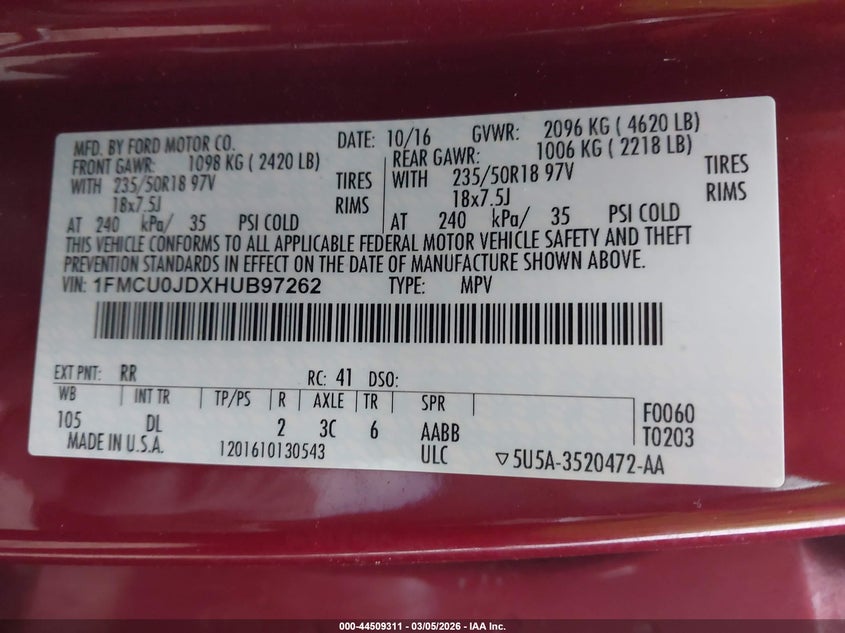 MFD. BY FORD MOTOR CO. DATE: 10/16 GVWR: 2096 KG ( 4620 LB)
FRONT GAWR: 1098 KG ( 2420 LB) REAR GAWR: 1006 KG ( 2218 LB)
WITH 235/50R18 97V TIRES WITH 235/50R18 97V TIRES
18x7.5J RIMS 18x7.5J RIMS
AT 240 kPa/ 35 PSI COLD AT 240 kPa/ 35 PSI COLD
THIS VEHICLE CONFORMS TO ALL APPLICABLE FEDERAL MOTOR VEHICLE SAFETY AND THEFT
PREVENTION STANDARDS IN EFFECT ON THE DATE OF MANUFACTURE SHOWN ABOVE.
VIN: 1FMCU0JDXHUB97262 TYPE: MPV
EXT PNT: RR RC: 41 DSO:
WB INT TR TP/PS R AXLE TR SPR F0060
105 DL 2 3C 6 AABB T0203
MADE IN U.S.A. 1201610130543 ULC ▽5U5A-3520472-AA
000-44509311 - 03/05/2026 - IAA Inc.